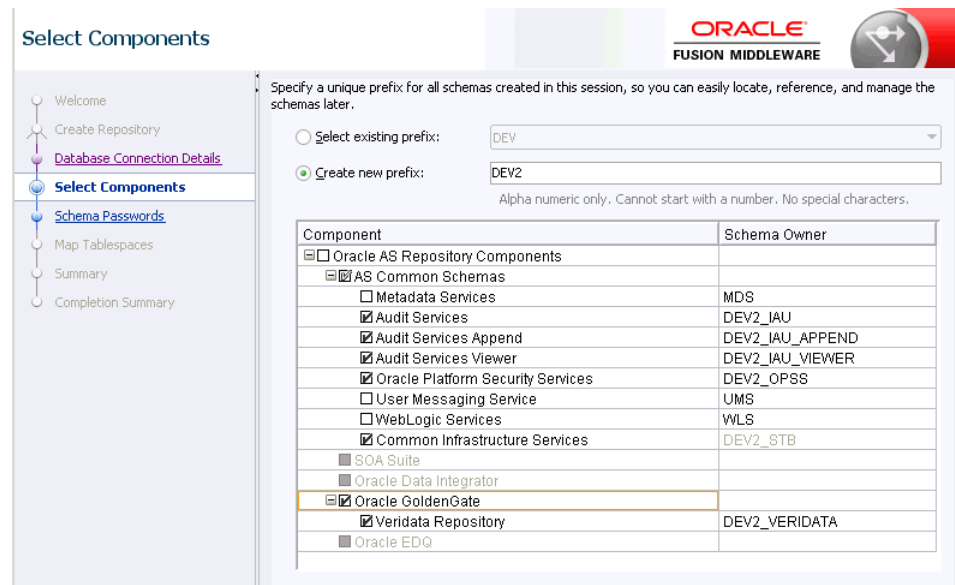 Select Components
ORACLE
FUSION MIDDLEWARE
Welcome
Create Repository
Database Connection Details
Select Components
Schema Passwords
Map Tablespaces
Summary
Completion Summary
Specify a unique prefix for all schemas created in this session, so you can easily locate, reference, and manage the
schemas later.
Select existing prefix: DEV
Create new prefix: DEV2
Alpha numeric only. Cannot start with a number. No special characters.
Component Schema Owner
Oracle AS Repository Components
AS Common Schemas
Metadata Services MDS
Audit Services DEV2_IAU
Audit Services Append DEV2_IAU_APPEND
Audit Services Viewer DEV2_IAU_VIEWER
Oracle Platform Security Services DEV2_OPSS
User Messaging Service UMS
WebLogic Services WLS
Common Infrastructure Services DEV2_STB
SOA Suite
Oracle Data Integrator
Oracle GoldenGate
Veridata Repository DEV2_VERIDATA
Oracle EDQ